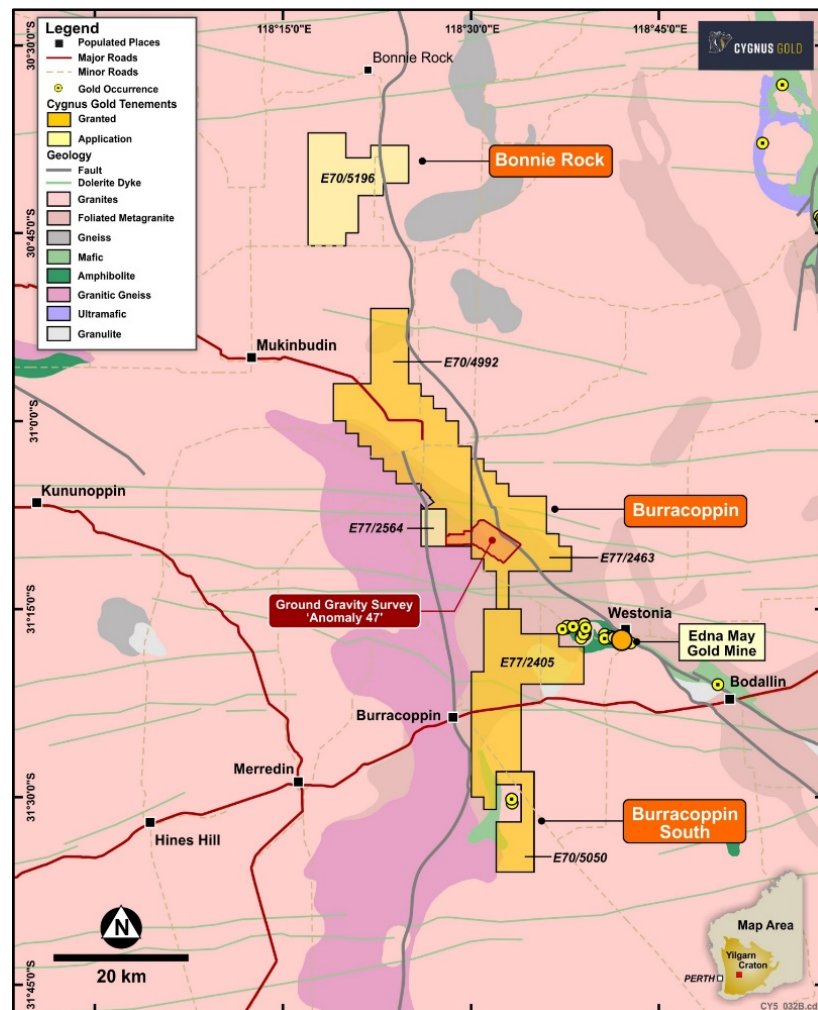 118°15'0"E
118°30'0"E
118°45'0"E
30°30'0"S
30°45'0"S
31°0'0"S
31°15'0"S
31°30'0"S
31°45'0"S
Legend
Populated Places
Major Roads
Minor Roads
Gold Occurrence
Cygnus Gold Tenements
Granted
Application
Geology
Fault
Dolerite Dyke
Granites
Foliated Metagranite
Gneiss
Mafic
Amphibolite
Granitic Gneiss
Ultramafic
Granulite
CYGNUS GOLD
Bonnie Rock
Bonnie Rock
E70/5196
Mukinbudin
E70/4992
Kununoppin
Burracoppin
E77/2564
E77/2463
Ground Gravity Survey
'Anomaly 47'
Westonia
Edna May
Gold Mine
E77/2405
Bodallin
Burracoppin
Merredin
Hines Hill
Burracoppin
South
E70/5050
N
20 km
Map Area
Yilgarn
Craton
PERTH
CY5_032B.cd